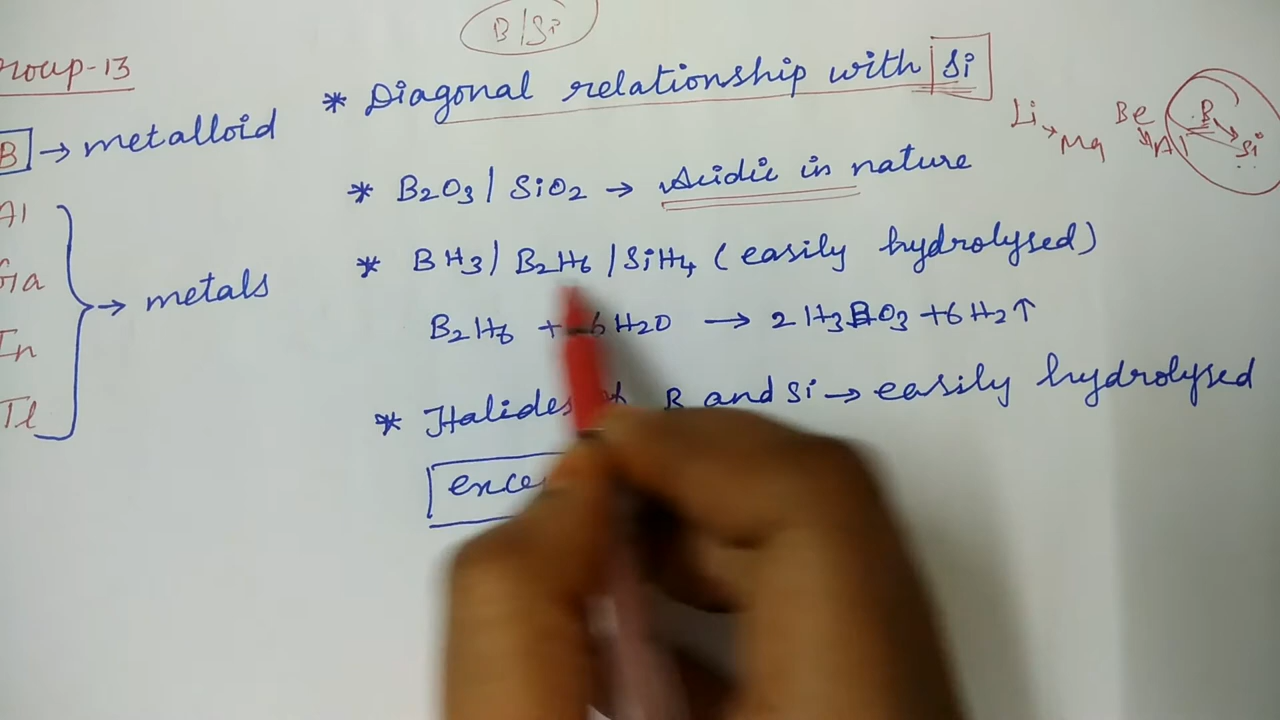 B/Si
roup-13
* Diagonal relationship with Si
Li → Mg Be → Al B → Si
B → metalloid
* B2O3 / SiO2 → Acidic in nature
Al
Ga
In
Tl
→ metals
* BH3 / B2H6 / SiH4 (easily hydrolysed)
B2H6 + 6H2O → 2H3BO3 + 6H2↑
* Halides B and Si → easily hydrolysed